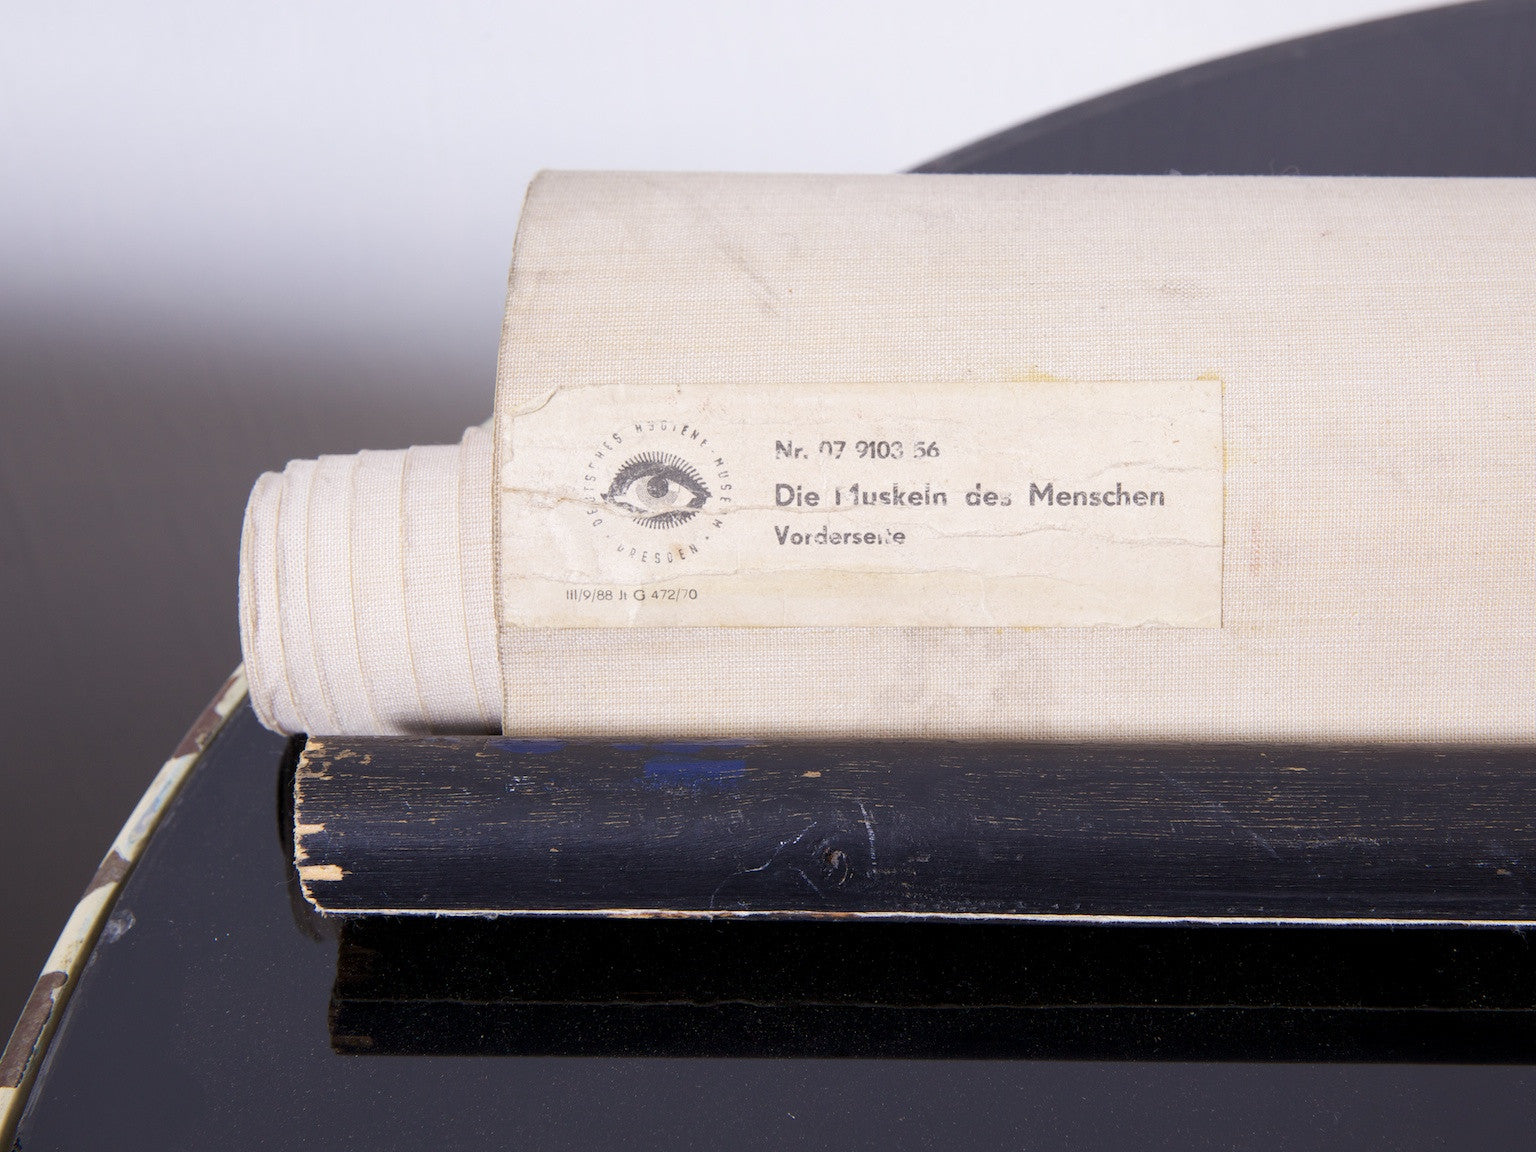 DEUTSCHES HYGIENE-MUSEUM · DRESDEN ·
Nr. 07 9103 56
Die Muskeln des Menschen
Vorderseite
III/9/88 Jt G 472/70